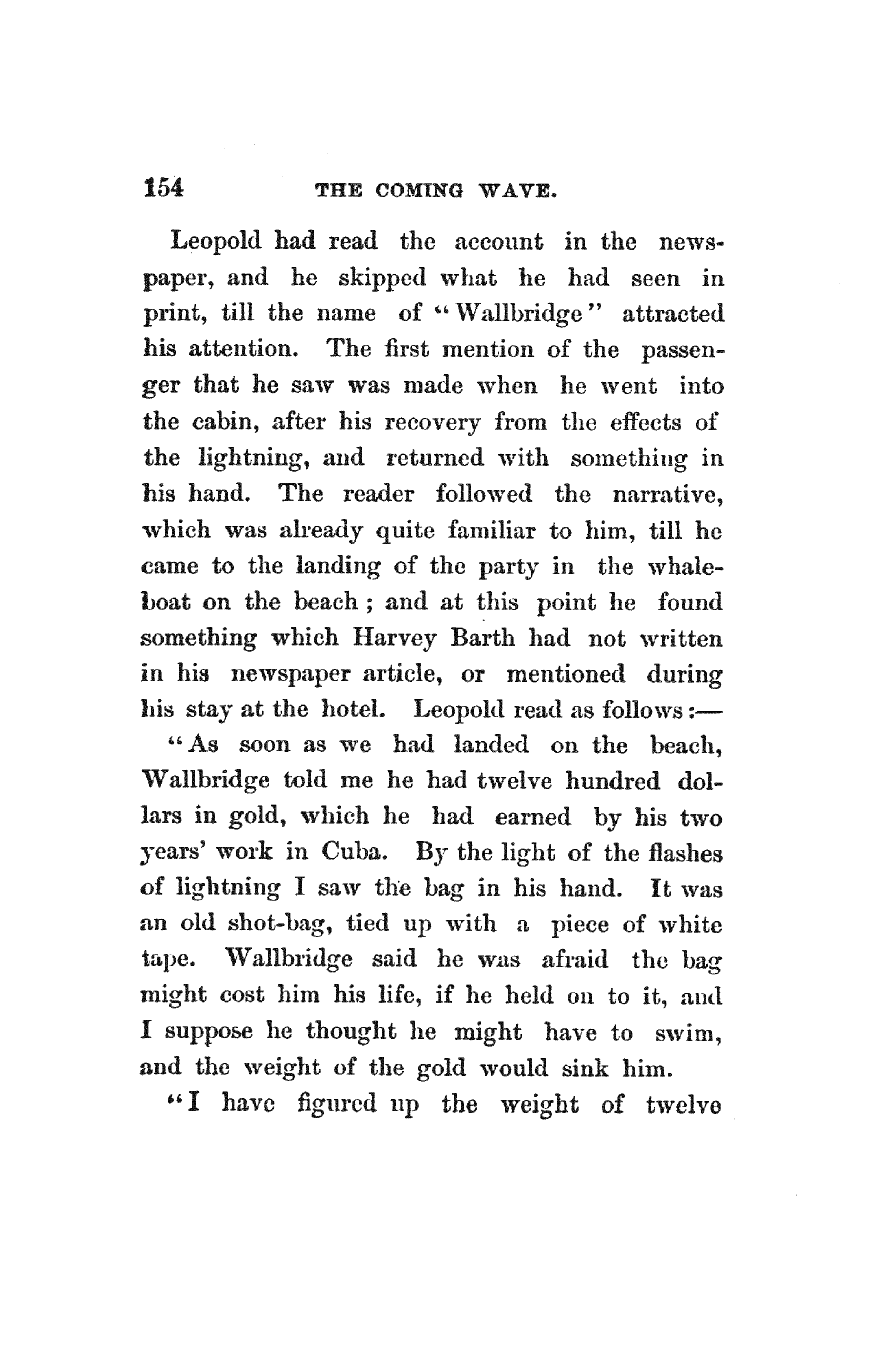 154 THE COMING WAVE.
Leopold had read the account in the news-
paper, and he skipped what he had seen in
print, till the name of “Wallbridge” attracted
his attention. The first mention of the passen-
ger that he saw was made when he went into
the cabin, after his recovery from the effects of
the lightning, and returned with something in
his hand. The reader followed the narrative,
which was already quite familiar to him, till he
came to the landing of the party in the whale-
boat on the beach; and at this point he found
something which Harvey Barth had not written
in his newspaper article, or mentioned during
his stay at the hotel. Leopold read as follows:—
“As soon as we had landed on the beach,
Wallbridge told me he had twelve hundred dol-
lars in gold, which he had earned by his two
years' work in Cuba. By the light of the flashes
of lightning I saw the bag in his hand. It was
an old shot-bag, tied up with a piece of white
tape. Wallbridge said he was afraid the bag
might cost him his life, if he held on to it, and
I suppose he thought he might have to swim,
and the weight of the gold would sink him.
“I have figured up the weight of twelve